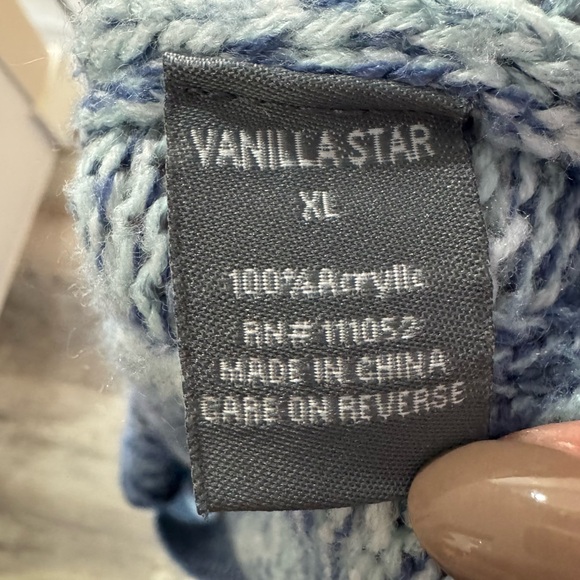 VANILLA STAR
XL
100% Acrylic
RN# 111052
MADE IN CHINA
CARE ON REVERSE